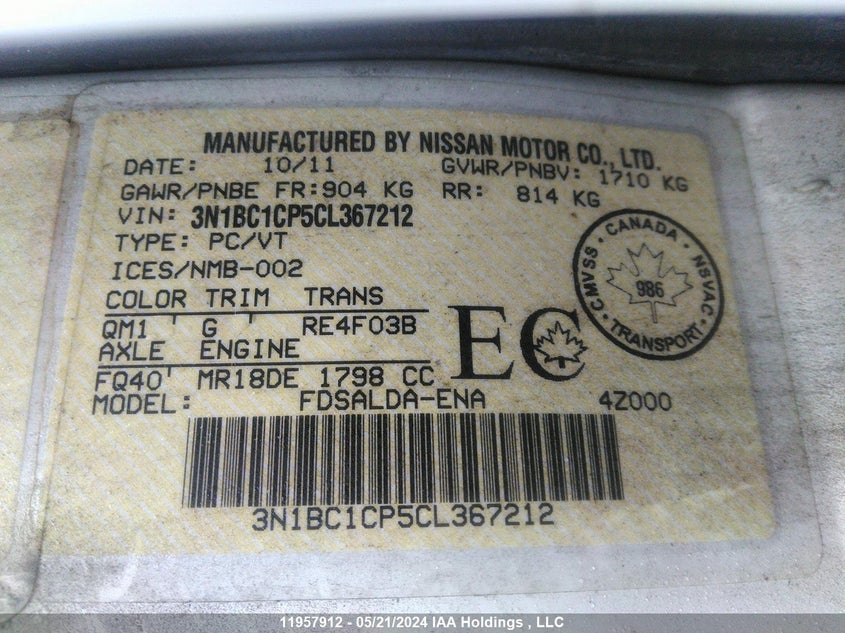 MANUFACTURED BY NISSAN MOTOR CO., LTD.
DATE: 10/11 GVWR/PNBV: 1710 KG
GAWR/PNBE FR:904 KG RR: 814 KG
VIN: 3N1BC1CP5CL367212
TYPE: PC/VT
ICES/NMB-002
COLOR TRIM TRANS
QM1 ' G ' RE4F03B
AXLE ENGINE
FQ40' MR18DE 1798 CC
EC
· CANADA · NSVAC · TRANSPORT · CMVSS
986
MODEL: FDSALDA-ENA 4Z000
3N1BC1CP5CL367212
11957912 - 05/21/2024 IAA Holdings , LLC